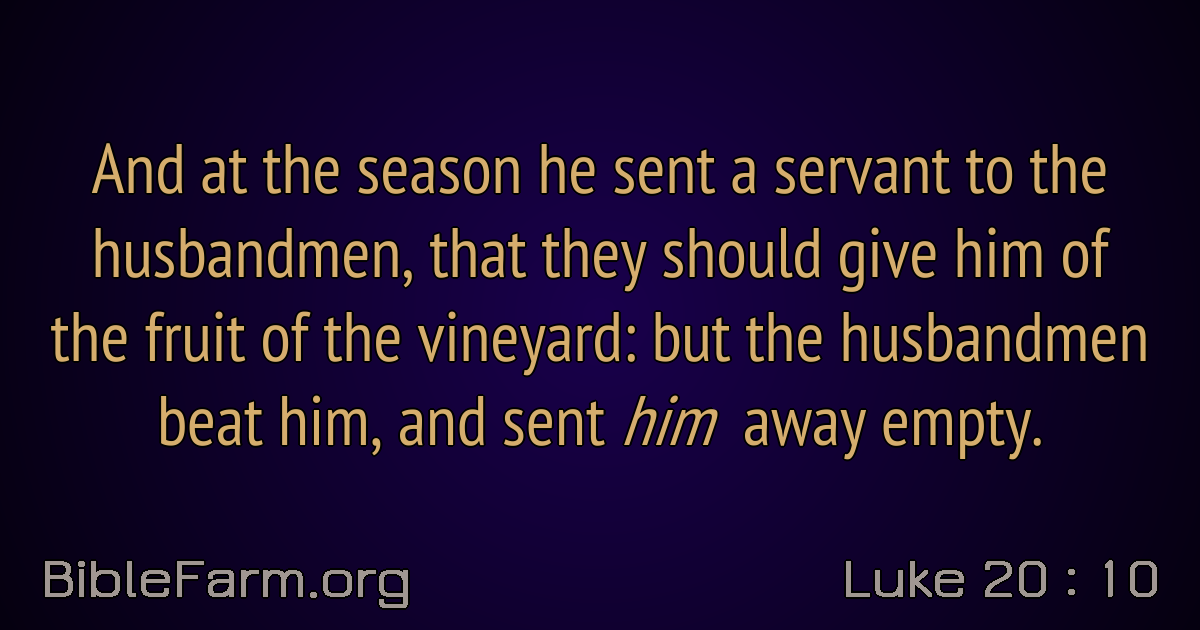 And at the season he sent a servant to the
husbandmen, that they should give him of
the fruit of the vineyard: but the husbandmen
beat him, and sent him away empty.
BibleFarm.org
Luke 20 : 10